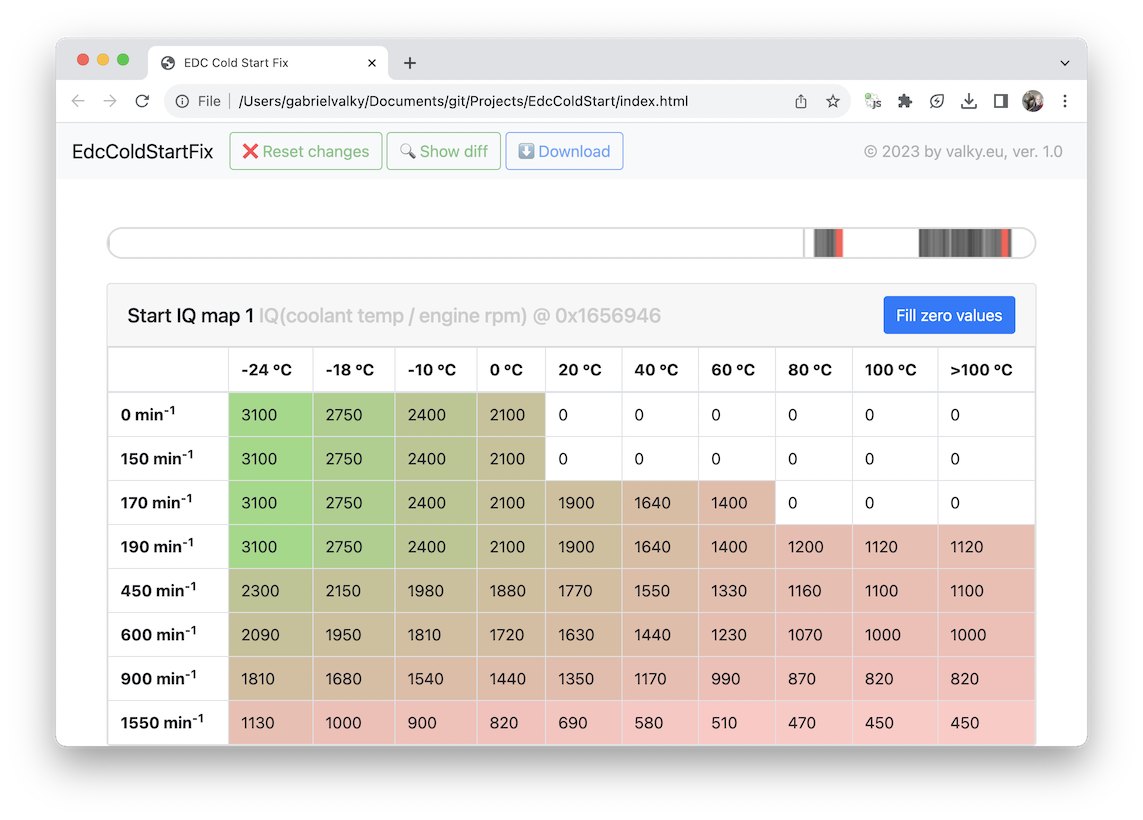 EDC Cold Start Fix
File | /Users/gabrielvalky/Documents/git/Projects/EdcColdStart/index.html
JS
EdcColdStartFix ❌ Reset changes 🔍 Show diff ⬇️ Download © 2023 by valky.eu, ver. 1.0
Start IQ map 1 IQ(coolant temp / engine rpm) @ 0x1656946 Fill zero values
-24 °C -18 °C -10 °C 0 °C 20 °C 40 °C 60 °C 80 °C 100 °C >100 °C
0 min⁻¹ 3100 2750 2400 2100 0 0 0 0 0 0
150 min⁻¹ 3100 2750 2400 2100 0 0 0 0 0 0
170 min⁻¹ 3100 2750 2400 2100 1900 1640 1400 0 0 0
190 min⁻¹ 3100 2750 2400 2100 1900 1640 1400 1200 1120 1120
450 min⁻¹ 2300 2150 1980 1880 1770 1550 1330 1160 1100 1100
600 min⁻¹ 2090 1950 1810 1720 1630 1440 1230 1070 1000 1000
900 min⁻¹ 1810 1680 1540 1440 1350 1170 990 870 820 820
1550 min⁻¹ 1130 1000 900 820 690 580 510 470 450 450